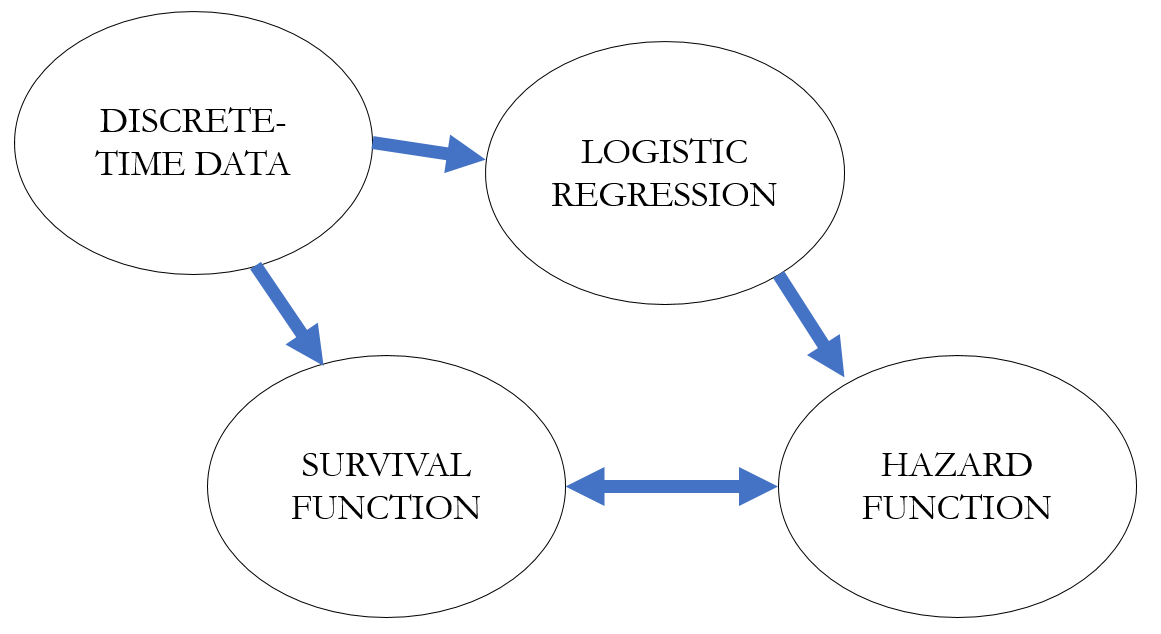 DISCRETE-
TIME DATA
LOGISTIC
REGRESSION
SURVIVAL
FUNCTION
HAZARD
FUNCTION